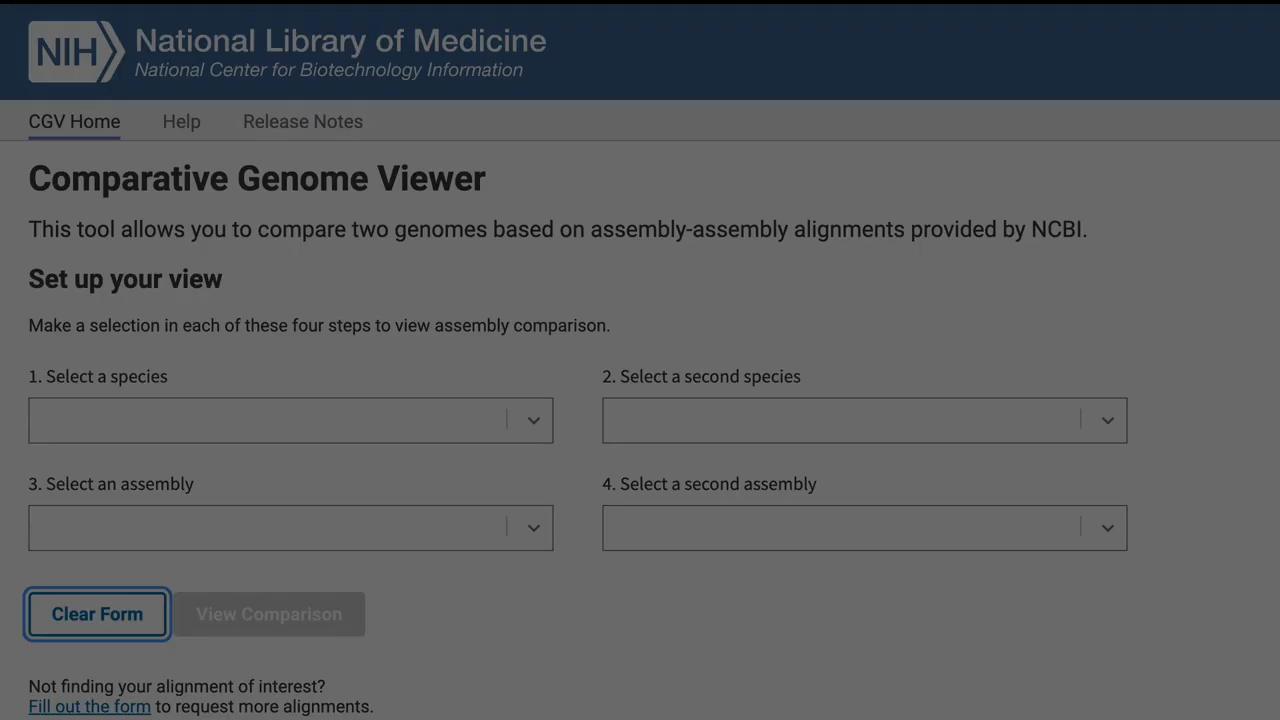 NIH National Library of Medicine
National Center for Biotechnology Information
CGV Home Help Release Notes
Comparative Genome Viewer
This tool allows you to compare two genomes based on assembly-assembly alignments provided by NCBI.
Set up your view
Make a selection in each of these four steps to view assembly comparison.
1. Select a species 2. Select a second species
3. Select an assembly 4. Select a second assembly
Clear Form View Comparison
Not finding your alignment of interest?
Fill out the form to request more alignments.